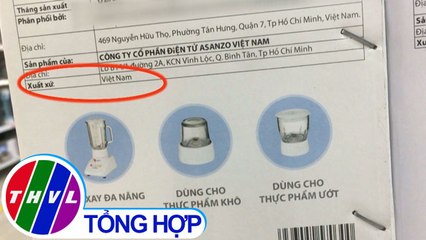 Tháng sản xuất
Phân phối bởi:
Địa chỉ: 469 Nguyễn Hữu Thọ, Phường Tân Hưng, Quận 7, Tp Hồ Chí Minh, Việt Nam.
Sản phẩm của: CÔNG TY CỔ PHẦN ĐIỆN TỬ ASANZO VIỆT NAM
Địa chỉ: đường 2A, KCN Vĩnh Lộc, Q. Bình Tân, Tp Hồ Chí Minh
Xuất xứ: Việt Nam
XAY ĐA NĂNG
DÙNG CHO
THỰC PHẨM KHÔ
DÙNG CHO
THỰC PHẨM ƯỚT
THVL
TỔNG HỢP